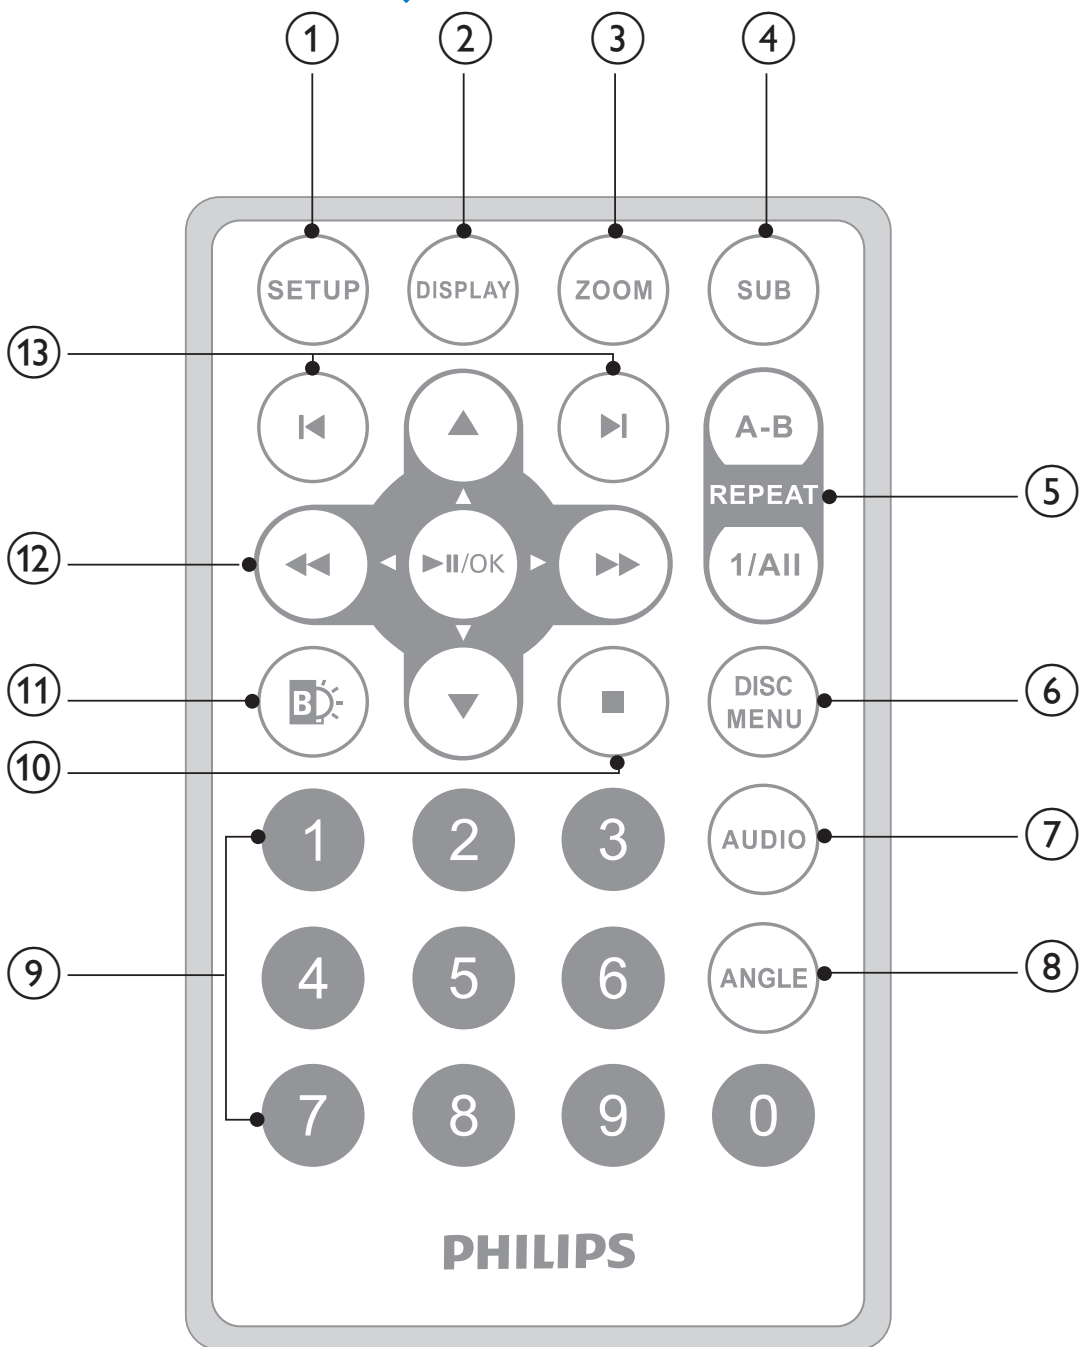 1 2 3 4
SETUP DISPLAY ZOOM SUB
13
A-B
REPEAT 5
12 /OK 1/All
11 B DISC MENU 6
10
1 2 3 AUDIO 7
9 4 5 6 ANGLE 8
7 8 9 0
PHILIPS